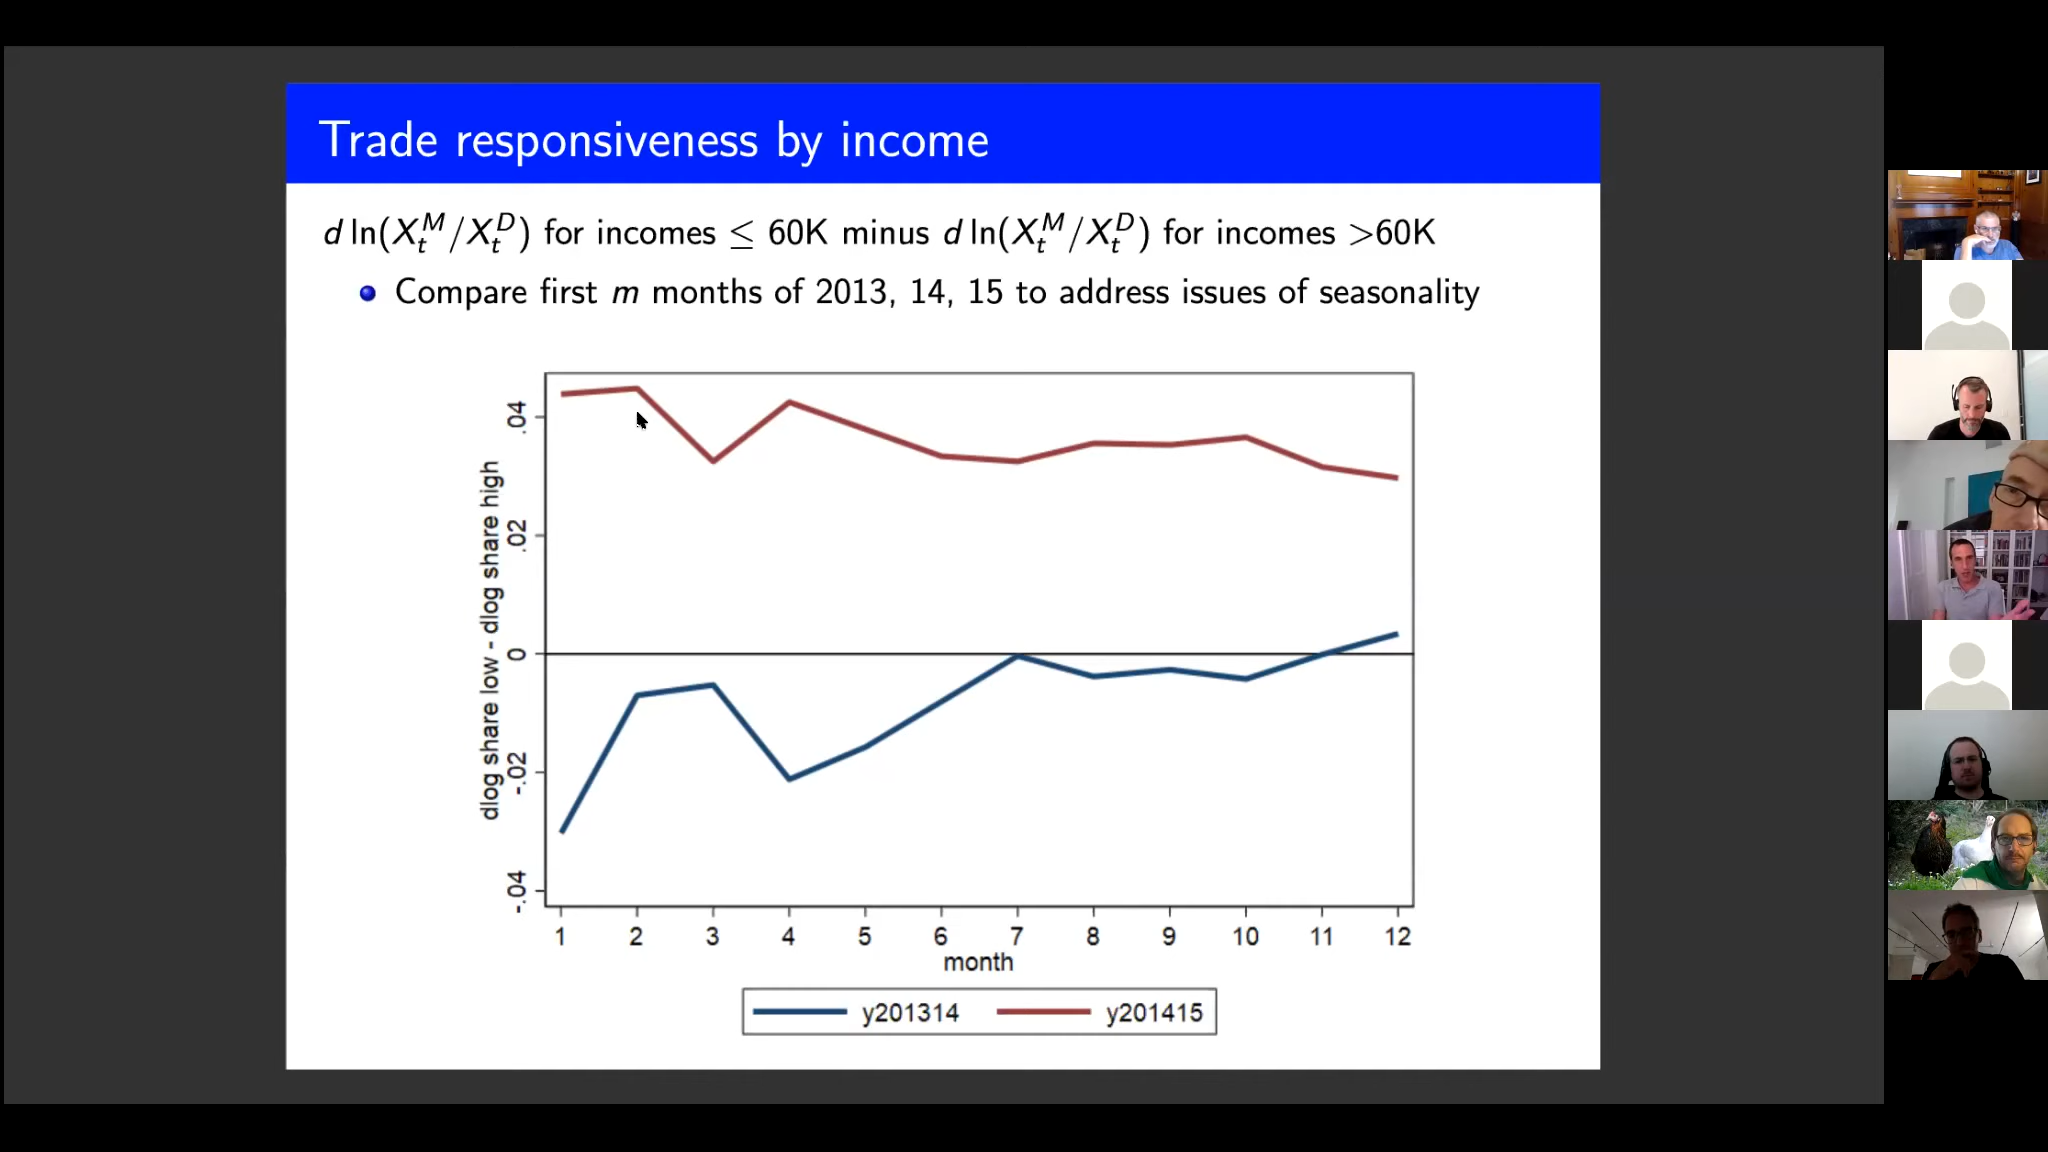 Trade responsiveness by income
d ln(X_t^M/X_t^D) for incomes ≤ 60K minus d ln(X_t^M/X_t^D) for incomes >60K
Compare first m months of 2013, 14, 15 to address issues of seasonality
dlog share low - dlog share high
.04
.02
0
-.02
-.04
1 2 3 4 5 6 7 8 9 10 11 12
month
y201314 y201415